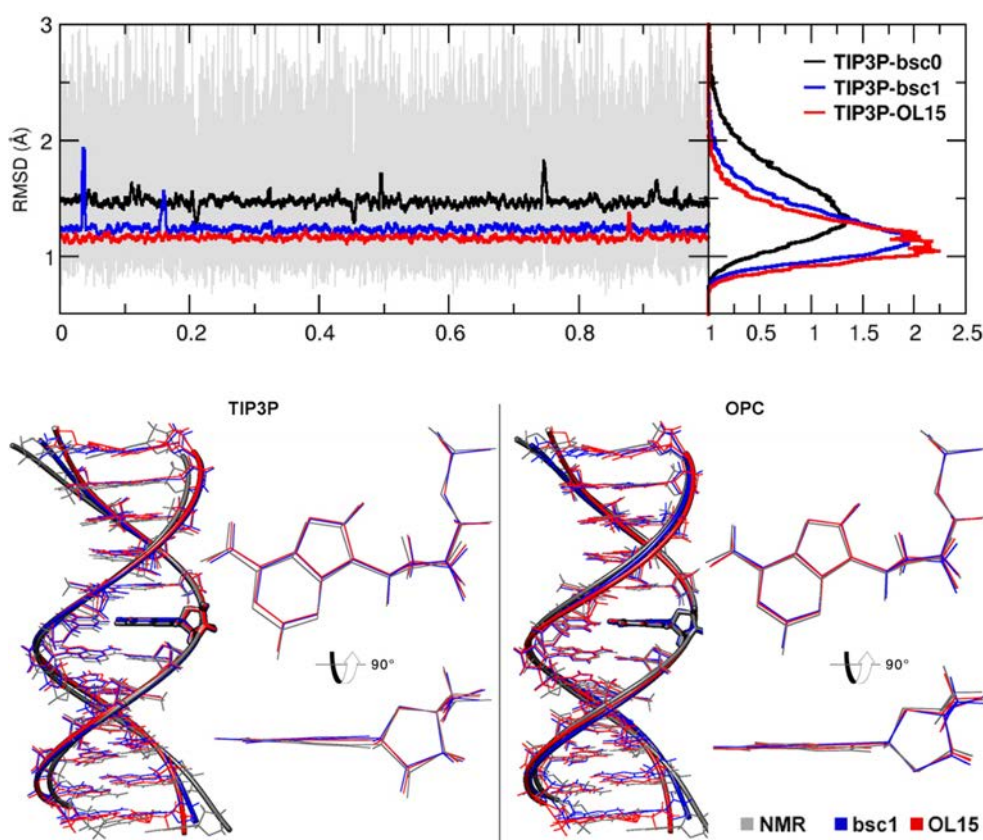 3
2
1
RMSD (Å)
TIP3P-bsc0
TIP3P-bsc1
TIP3P-OL15
0 0.2 0.4 0.6 0.8 1 0.5 1 1.5 2 2.5
TIP3P OPC
90° 90°
NMR bsc1 OL15